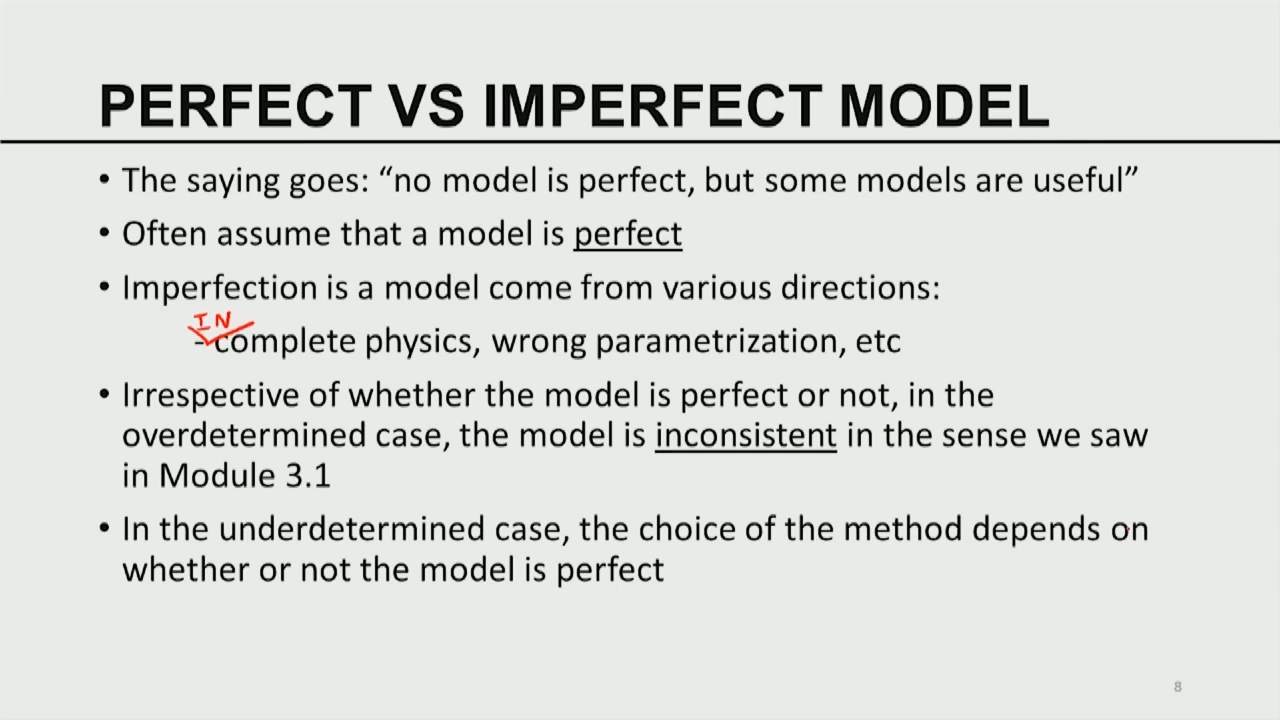 PERFECT VS IMPERFECT MODEL
• The saying goes: “no model is perfect, but some models are useful”
• Often assume that a model is perfect
• Imperfection is a model come from various directions:
IN
- complete physics, wrong parametrization, etc
• Irrespective of whether the model is perfect or not, in the
overdetermined case, the model is inconsistent in the sense we saw
in Module 3.1
• In the underdetermined case, the choice of the method depends on
whether or not the model is perfect
8